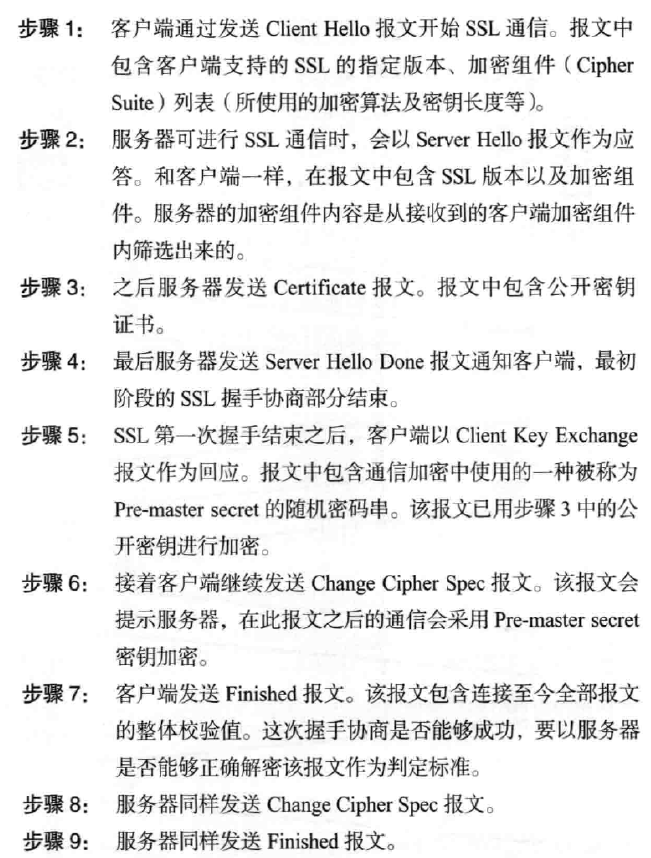 步骤 1： 客户端通过发送 Client Hello 报文开始 SSL 通信。报文中
包含客户端支持的 SSL 的指定版本、加密组件（Cipher
Suite）列表（所使用的加密算法及密钥长度等）。
步骤 2： 服务器可进行 SSL 通信时，会以 Server Hello 报文作为应
答。和客户端一样，在报文中包含 SSL 版本以及加密组
件。服务器的加密组件内容是从接收到的客户端加密组件
内筛选出来的。
步骤 3： 之后服务器发送 Certificate 报文。报文中包含公开密钥
证书。
步骤 4： 最后服务器发送 Server Hello Done 报文通知客户端，最初
阶段的 SSL 握手协商部分结束。
步骤 5： SSL 第一次握手结束之后，客户端以 Client Key Exchange
报文作为回应。报文中包含通信加密中使用的一种被称为
Pre-master secret 的随机密码串。该报文已用步骤 3 中的公
开密钥进行加密。
步骤 6： 接着客户端继续发送 Change Cipher Spec 报文。该报文会
提示服务器，在此报文之后的通信会采用 Pre-master secret
密钥加密。
步骤 7： 客户端发送 Finished 报文。该报文包含连接至今全部报文
的整体校验值。这次握手协商是否能够成功，要以服务器
是否能够正确解密该报文作为判定标准。
步骤 8： 服务器同样发送 Change Cipher Spec 报文。
步骤 9： 服务器同样发送 Finished 报文。